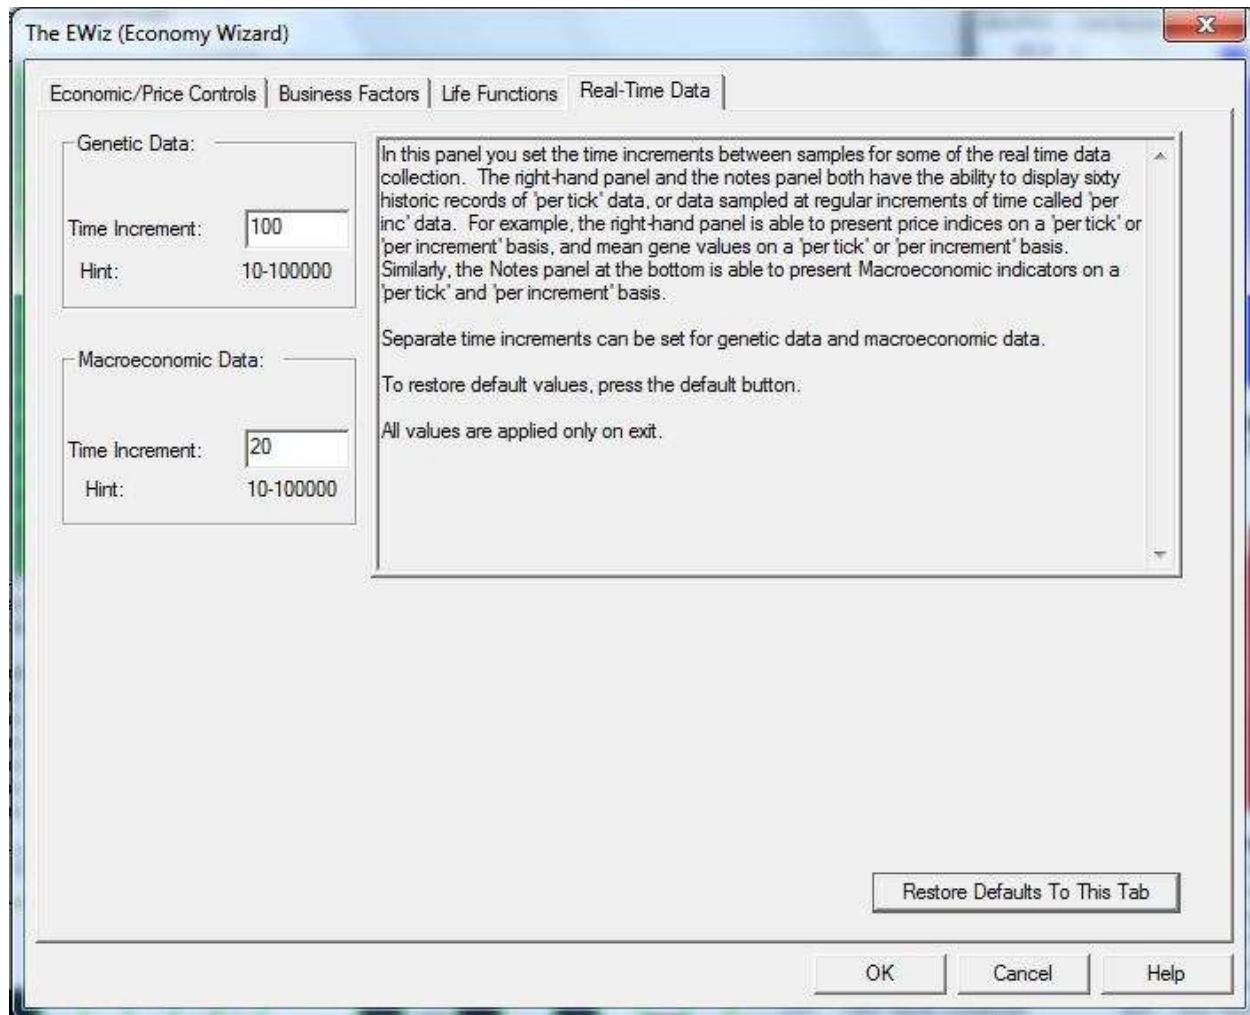 The EWiz (Economy Wizard)
X
Economic/Price Controls
Business Factors
Life Functions
Real-Time Data
Genetic Data:
Time Increment:
100
Hint:
10-100000
Macroeconomic Data:
Time Increment:
20
Hint:
10-100000
In this panel you set the time increments between samples for some of the real time data
collection.  The right-hand panel and the notes panel both have the ability to display sixty
historic records of 'per tick' data, or data sampled at regular increments of time called 'per
inc' data.  For example, the right-hand panel is able to present price indices on a 'per tick' or
'per increment' basis, and mean gene values on a 'per tick' or 'per increment' basis.
Similarly, the Notes panel at the bottom is able to present Macroeconomic indicators on a
'per tick' and 'per increment' basis.
Separate time increments can be set for genetic data and macroeconomic data.
To restore default values, press the default button.
All values are applied only on exit.
Restore Defaults To This Tab
OK
Cancel
Help